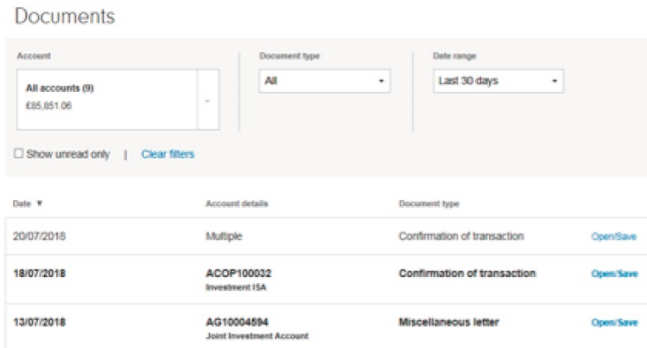 Documents
Account Document type Date range
All accounts (9) All Last 30 days
£85,851.06
Show unread only | Clear filters
Date ▼ Account details Document type
20/07/2018 Multiple Confirmation of transaction Open/Save
18/07/2018 ACOP100032 Confirmation of transaction Open/Save
Investment ISA
13/07/2018 AG10004594 Miscellaneous letter Open/Save
Joint Investment Account